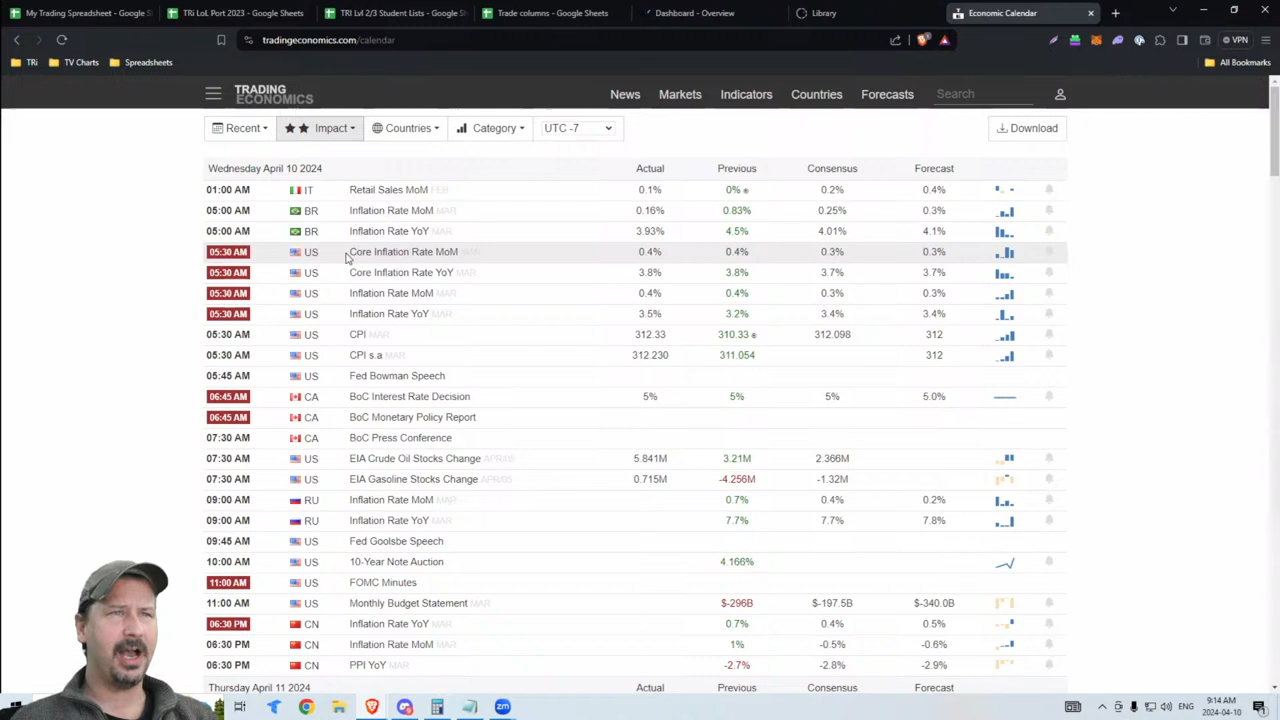 My Trading Spreadsheet - Google S
TRi LoL Port 2023 - Google Sheets
TRI Lvl 2/3 Student Lists - Google Sh
Trade columns - Google Sheets
Dashboard - Overview
Library
Economic Calendar
tradingeconomics.com/calendar
VPN
TRi
TV Charts
Spreadsheets
All Bookmarks
TRADING ECONOMICS
News Markets Indicators Countries Forecasts Search
Recent Impact Countries Category UTC -7 Download
Wednesday April 10 2024 Actual Previous Consensus Forecast
01:00 AM IT Retail Sales MoM FEB 0.1% 0% 0.2% 0.4%
05:00 AM BR Inflation Rate MoM MAR 0.16% 0.83% 0.25% 0.3%
05:00 AM BR Inflation Rate YoY MAR 3.93% 4.5% 4.01% 4.1%
05:30 AM US Core Inflation Rate MoM MAR 0.4% 0.4% 0.3% 0.3%
05:30 AM US Core Inflation Rate YoY MAR 3.8% 3.8% 3.7% 3.7%
05:30 AM US Inflation Rate MoM MAR 0.4% 0.4% 0.3% 0.3%
05:30 AM US Inflation Rate YoY MAR 3.5% 3.2% 3.4% 3.4%
05:30 AM US CPI MAR 312.33 310.33 312.098 312
05:30 AM US CPI s.a MAR 312.230 311.054 312
05:45 AM US Fed Bowman Speech
06:45 AM CA BoC Interest Rate Decision 5% 5% 5% 5.0%
06:45 AM CA BoC Monetary Policy Report
07:30 AM CA BoC Press Conference
07:30 AM US EIA Crude Oil Stocks Change 5.841M 3.21M 2.366M
07:30 AM US EIA Gasoline Stocks Change 0.715M -4.256M -1.32M
09:00 AM RU Inflation Rate MoM MAR 0.7% 0.4% 0.2%
09:00 AM RU Inflation Rate YoY MAR 7.7% 7.7% 7.8%
09:45 AM US Fed Goolsbe Speech
10:00 AM US 10-Year Note Auction 4.166%
11:00 AM US FOMC Minutes
11:00 AM US Monthly Budget Statement MAR $-296B $-197.5B $-340.0B
06:30 PM CN Inflation Rate YoY MAR 0.7% 0.4% 0.5%
06:30 PM CN Inflation Rate MoM MAR 1% -0.5% -0.6%
06:30 PM CN PPI YoY MAR -2.7% -2.8% -2.9%
Thursday April 11 2024 Actual Previous Consensus Forecast
zm
ENG
9:14 AM
2024-04-10